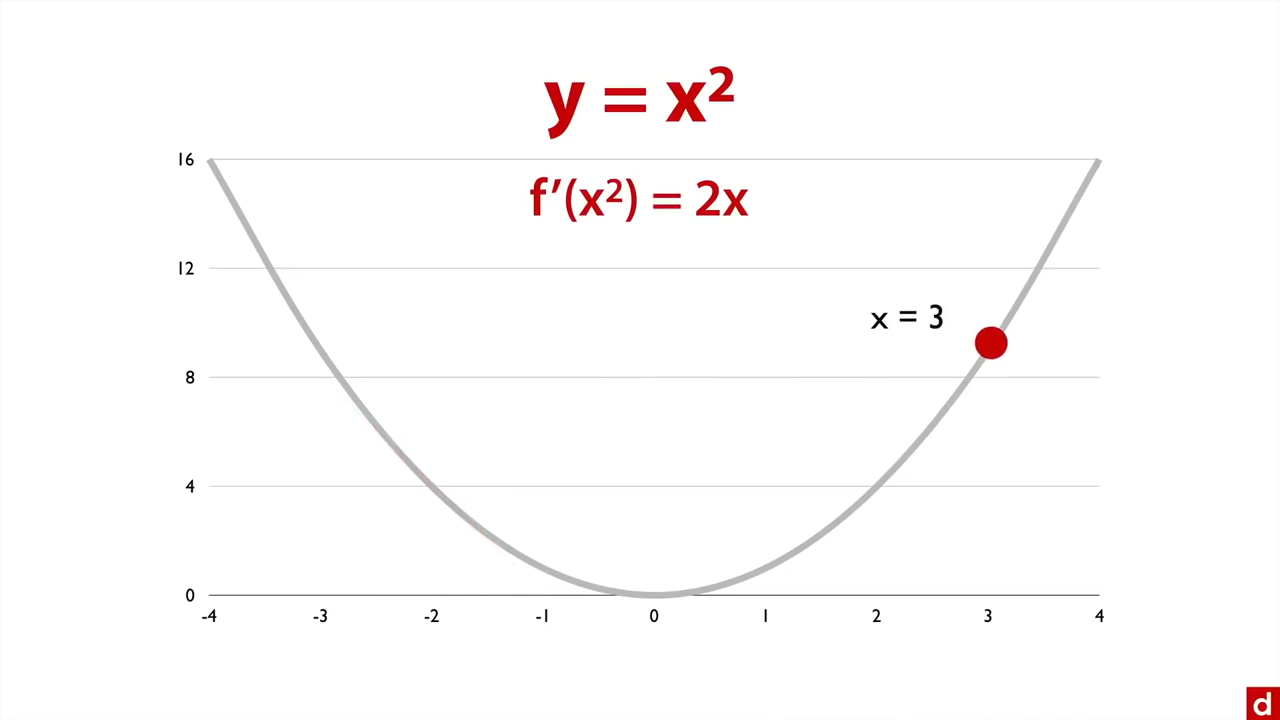 y = x²
16
f′(x²) = 2x
12
x = 3
8
4
0
-4 -3 -2 -1 0 1 2 3 4
d